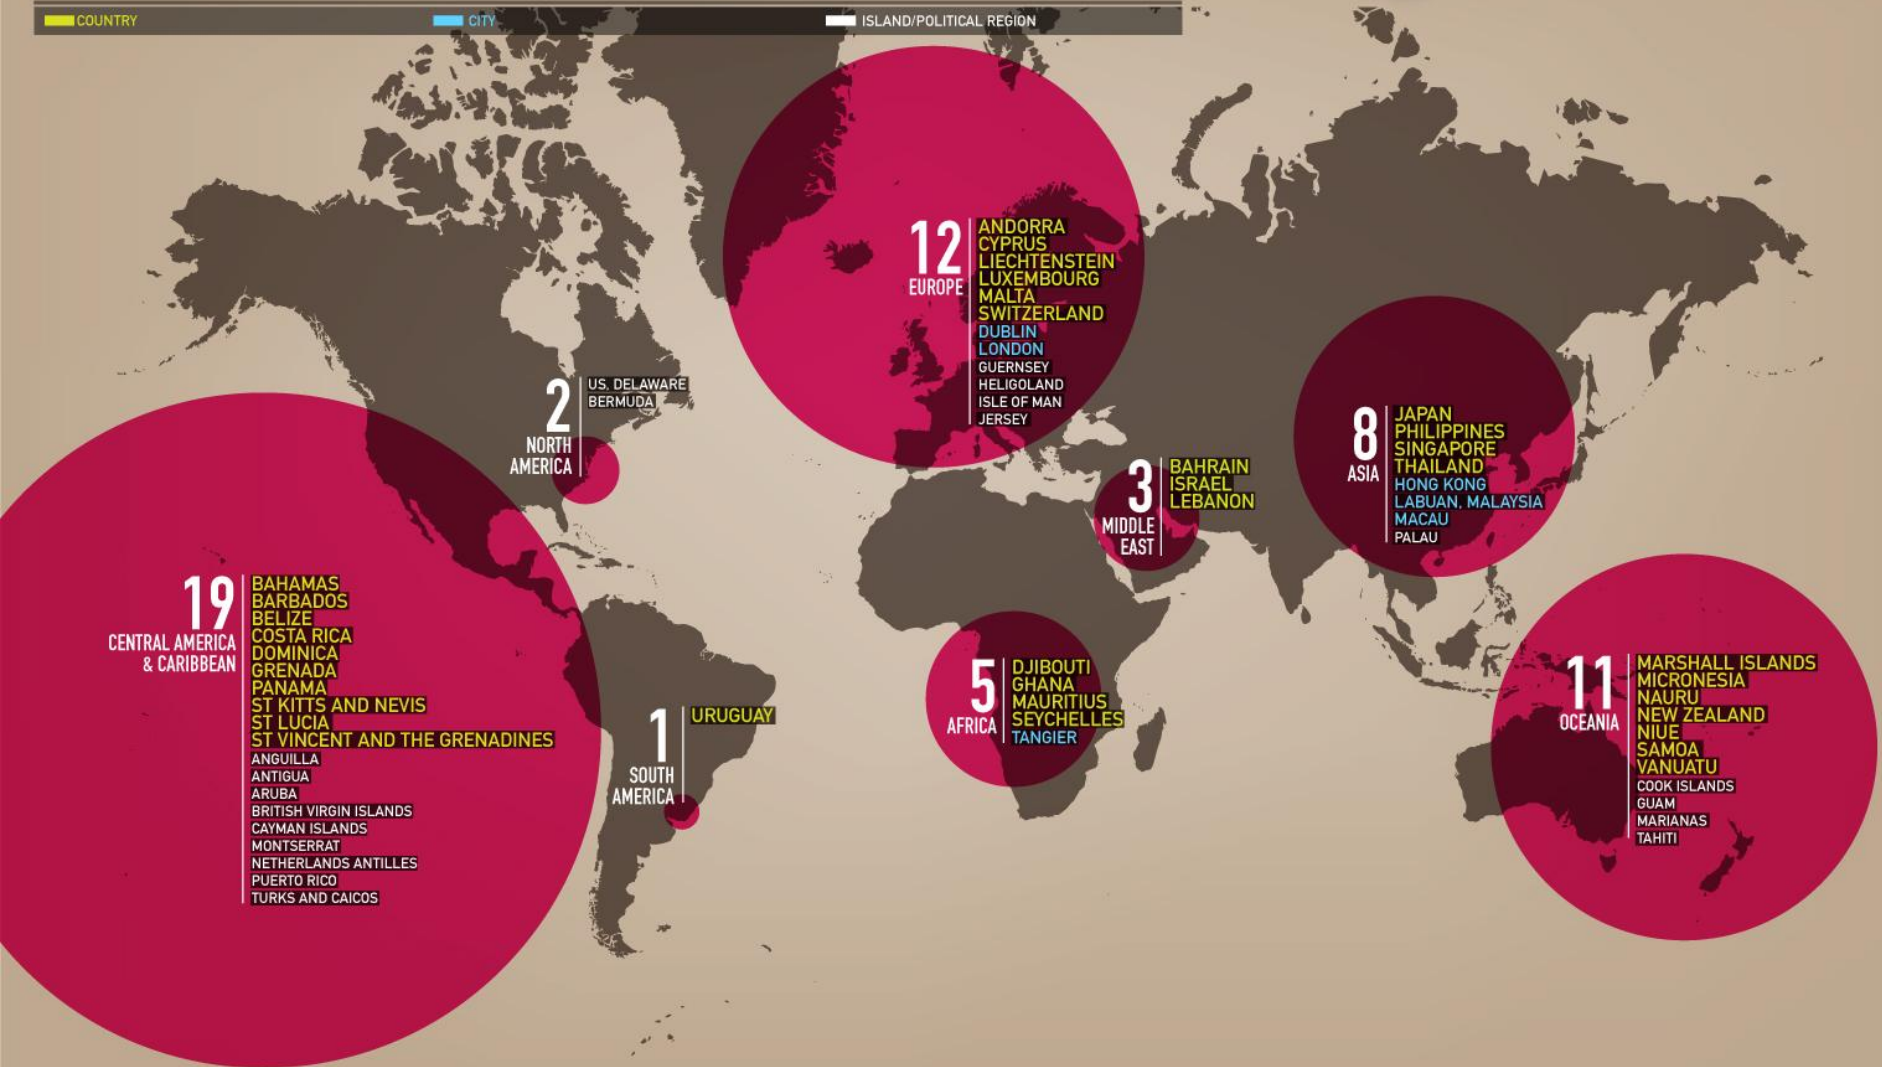 COUNTRY
CITY
ISLAND/POLITICAL REGION
12
EUROPE
ANDORRA
CYPRUS
LIECHTENSTEIN
LUXEMBOURG
MALTA
SWITZERLAND
DUBLIN
LONDON
GUERNSEY
HELIGOLAND
ISLE OF MAN
JERSEY
2
NORTH
AMERICA
US, DELAWARE
BERMUDA
8
ASIA
JAPAN
PHILIPPINES
SINGAPORE
THAILAND
HONG KONG
LABUAN, MALAYSIA
MACAU
PALAU
3
MIDDLE
EAST
BAHRAIN
ISRAEL
LEBANON
19
CENTRAL AMERICA
& CARIBBEAN
BAHAMAS
BARBADOS
BELIZE
COSTA RICA
DOMINICA
GRENADA
PANAMA
ST KITTS AND NEVIS
ST LUCIA
ST VINCENT AND THE GRENADINES
ANGUILLA
ANTIGUA
ARUBA
BRITISH VIRGIN ISLANDS
CAYMAN ISLANDS
MONTSERRAT
NETHERLANDS ANTILLES
PUERTO RICO
TURKS AND CAICOS
1
SOUTH
AMERICA
URUGUAY
5
AFRICA
DJIBOUTI
GHANA
MAURITIUS
SEYCHELLES
TANGIER
11
OCEANIA
MARSHALL ISLANDS
MICRONESIA
NAURU
NEW ZEALAND
NIUE
SAMOA
VANUATU
COOK ISLANDS
GUAM
MARIANAS
TAHITI